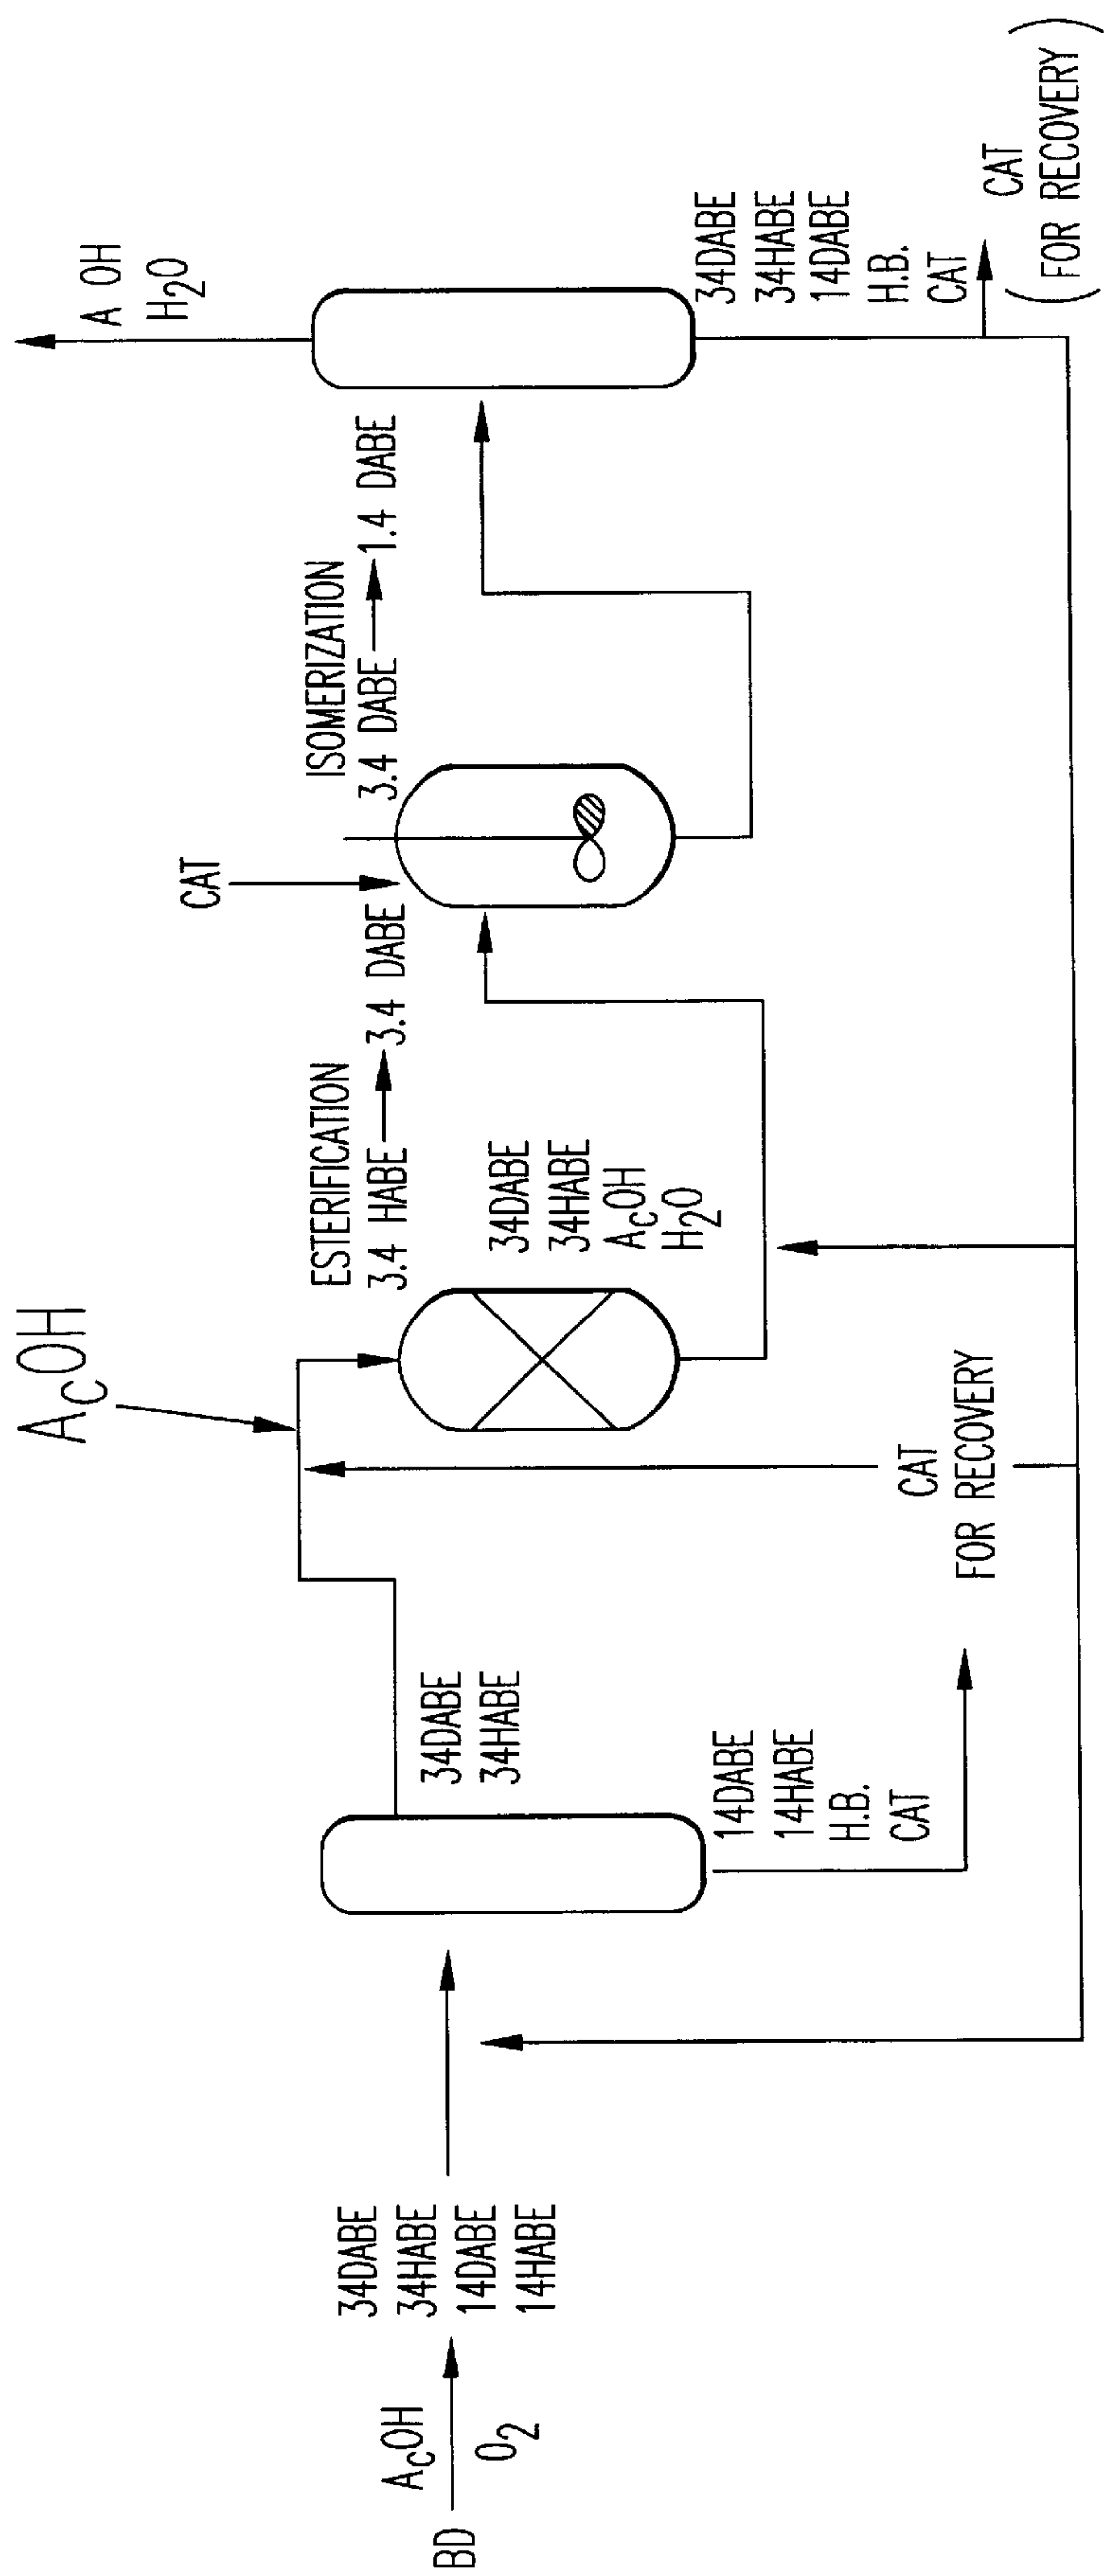 BD
AcOH
O2
34DABE
34HABE
14DABE
14HABE
34DABE
34HABE
14DABE
14HABE
H.B.
CAT
CAT
FOR RECOVERY
AcOH
ESTERIFICATION
3.4 HABE → 3.4 DABE
34DABE
34HABE
AcOH
H2O
CAT
ISOMERIZATION
3.4 DABE → 1.4 DABE
A OH
H2O
34DABE
34HABE
14DABE
H.B.
CAT
CAT
(FOR RECOVERY)